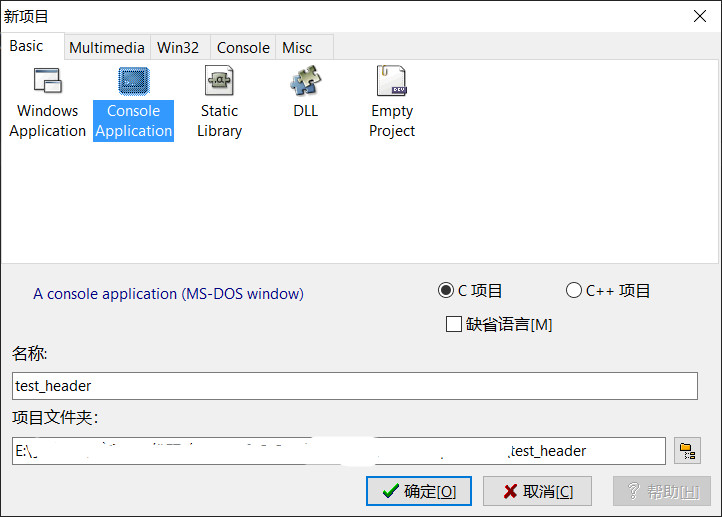 新项目
Basic Multimedia Win32 Console Misc
Windows Application
Console Application
Static Library
DLL
Empty Project
A console application (MS-DOS window)
C 项目
C++ 项目
缺省语言[M]
名称:
test_header
项目文件夹:
E:\ test_header
确定[O] 取消[C] 帮助[H]